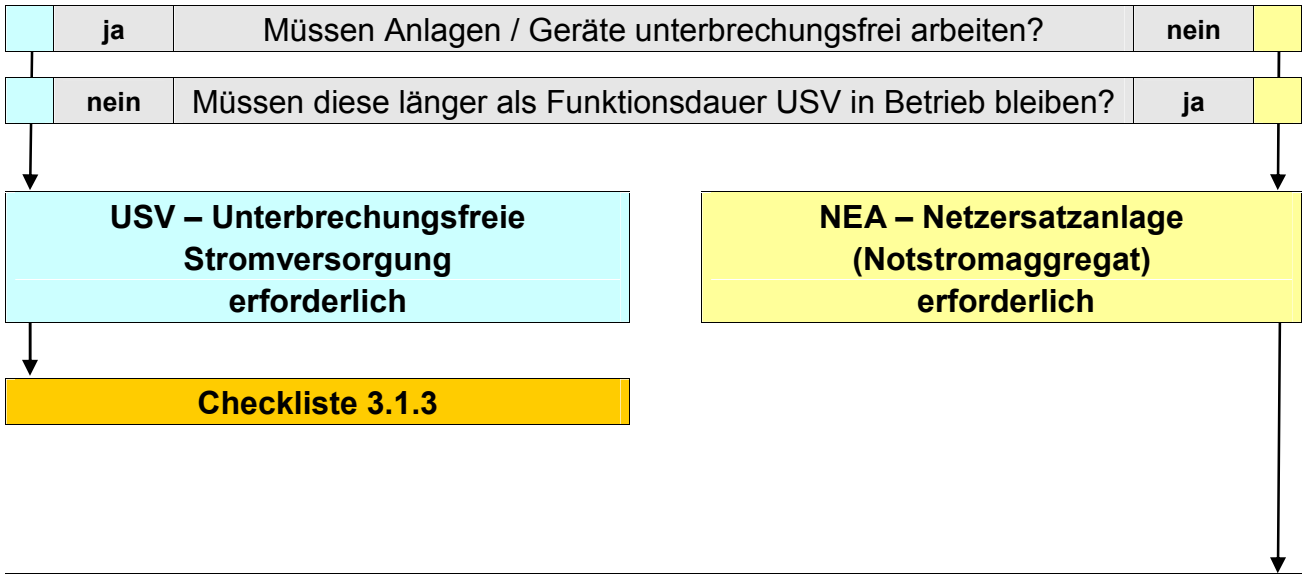 ja Müssen Anlagen / Geräte unterbrechungsfrei arbeiten? nein
nein Müssen diese länger als Funktionsdauer USV in Betrieb bleiben? ja
USV – Unterbrechungsfreie
Stromversorgung
erforderlich
NEA – Netzersatzanlage
(Notstromaggregat)
erforderlich
Checkliste 3.1.3